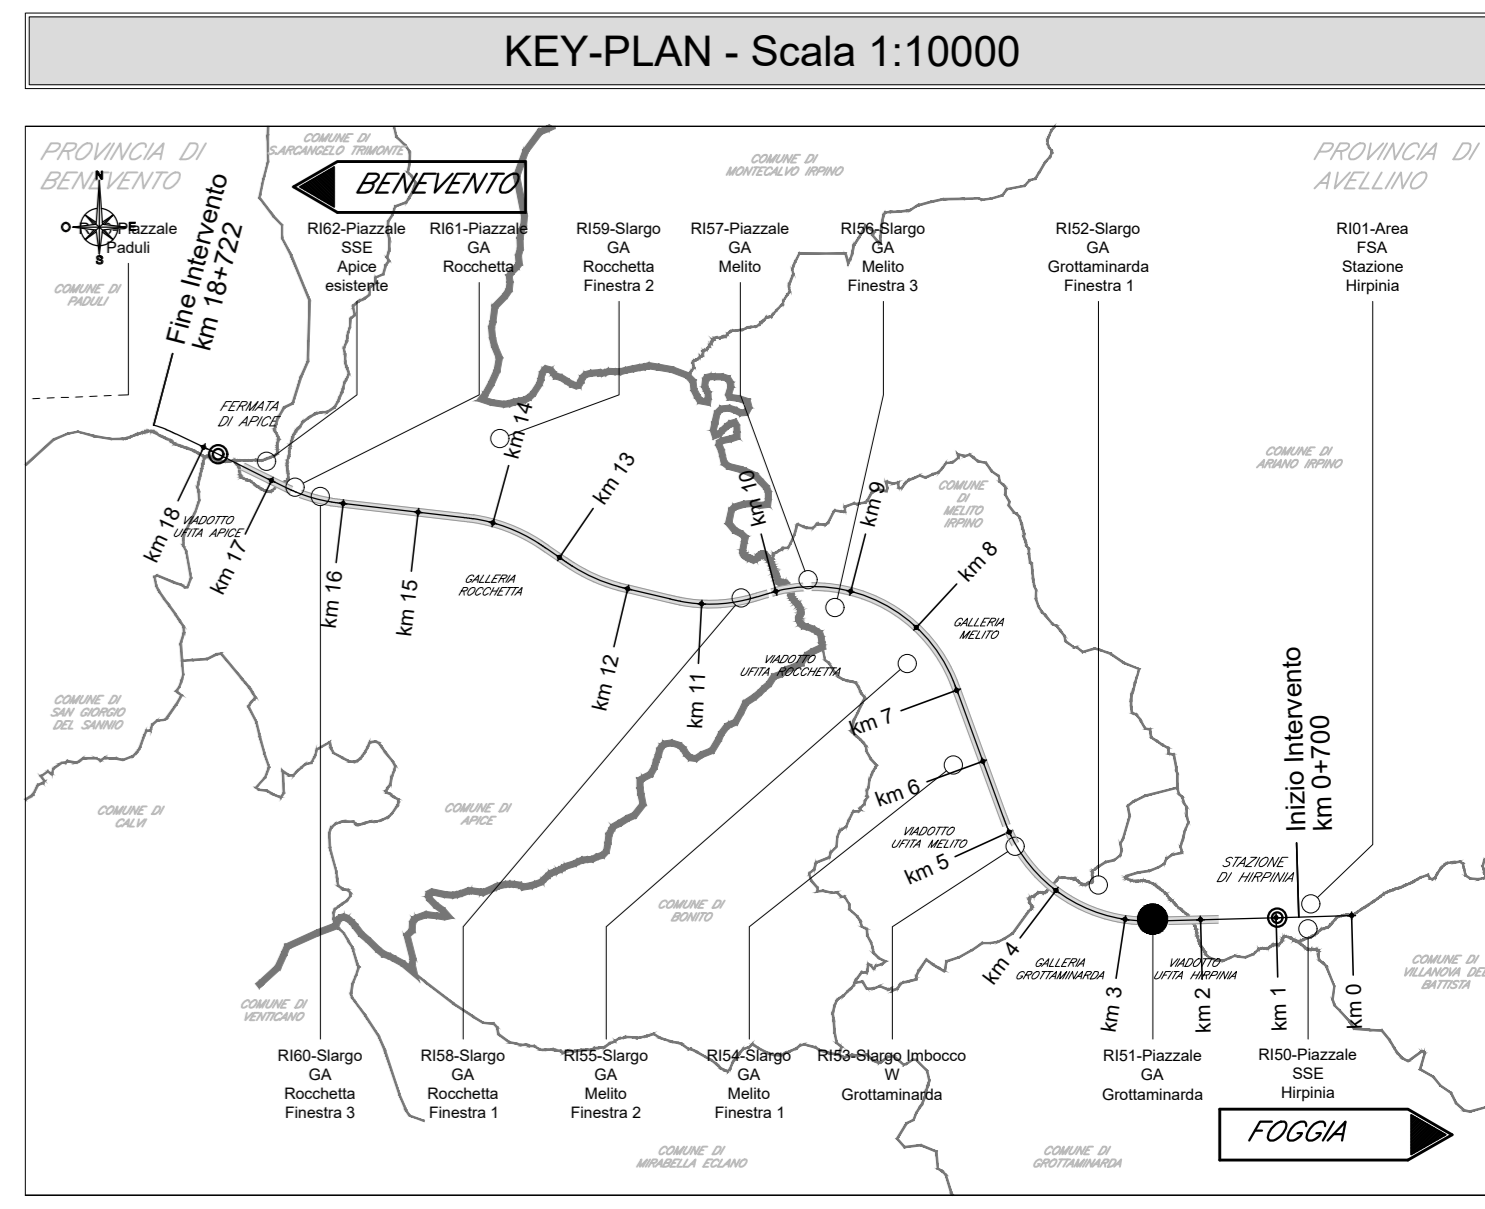 KEY-PLAN - Scala 1:10000
PROVINCIA DI
BENEVENTO
COMUNE DI
S.ARCANGELO TRIMONTE
BENEVENTO
COMUNE DI
MONTECALVO IRPINO
PROVINCIA DI
AVELLINO
N
O
E
S
Piazzale
Paduli
COMUNE DI
PADULI
Fine Intervento
km 18+722
RI62-Piazzale
SSE
Apice
esistente
RI61-Piazzale
GA
Rocchetta
RI59-Slargo
GA
Rocchetta
Finestra 2
RI57-Piazzale
GA
Melito
RI56-Slargo
GA
Melito
Finestra 3
RI52-Slargo
GA
Grottaminarda
Finestra 1
RI01-Area
FSA
Stazione
Hirpinia
FERMATA
DI APICE
COMUNE DI
ARIANO IRPINO
COMUNE
DI
MELITO
IRPINO
km 18
VIADOTTO
UFITA APICE
km 17
km 16
km 15
km 14
km 13
km 12
km 11
km 10
km 9
km 8
km 7
km 6
km 5
km 4
km 3
km 2
km 1
km 0
GALLERIA
ROCCHETTA
GALLERIA
MELITO
VIADOTTO
UFITA ROCCHETTA
COMUNE DI
SAN GIORGIO
DEL SANNIO
COMUNE DI
CALVI
COMUNE DI
APICE
VIADOTTO
UFITA MELITO
Inizio Intervento
km 0+700
STAZIONE
DI HIRPINIA
COMUNE DI
BONITO
GALLERIA
GROTTAMINARDA
VIADOTTO
UFITA HIRPINIA
COMUNE DI
VILLANOVA DEL
BATTISTA
COMUNE DI
VENTICANO
RI60-Slargo
GA
Rocchetta
Finestra 3
RI58-Slargo
GA
Rocchetta
Finestra 1
RI55-Slargo
GA
Melito
Finestra 2
RI54-Slargo
GA
Melito
Finestra 1
RI53-Slargo Imbocco
W
Grottaminarda
RI51-Piazzale
GA
Grottaminarda
RI50-Piazzale
SSE
Hirpinia
FOGGIA
COMUNE DI
MIRABELLA ECLANO
COMUNE DI
GROTTAMINARDA